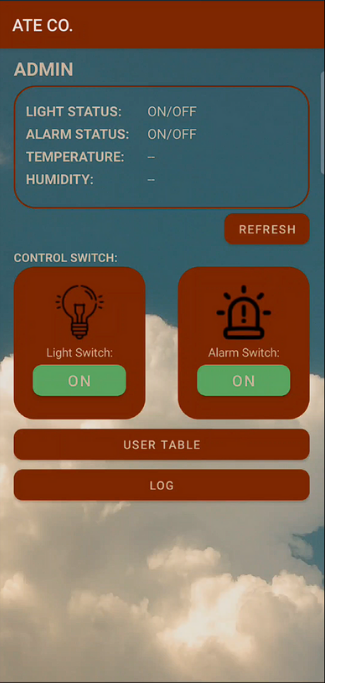 ATE CO.
ADMIN
LIGHT STATUS: ON/OFF
ALARM STATUS: ON/OFF
TEMPERATURE: --
HUMIDITY: --
REFRESH
CONTROL SWITCH:
Light Switch: Alarm Switch:
ON ON
USER TABLE
LOG